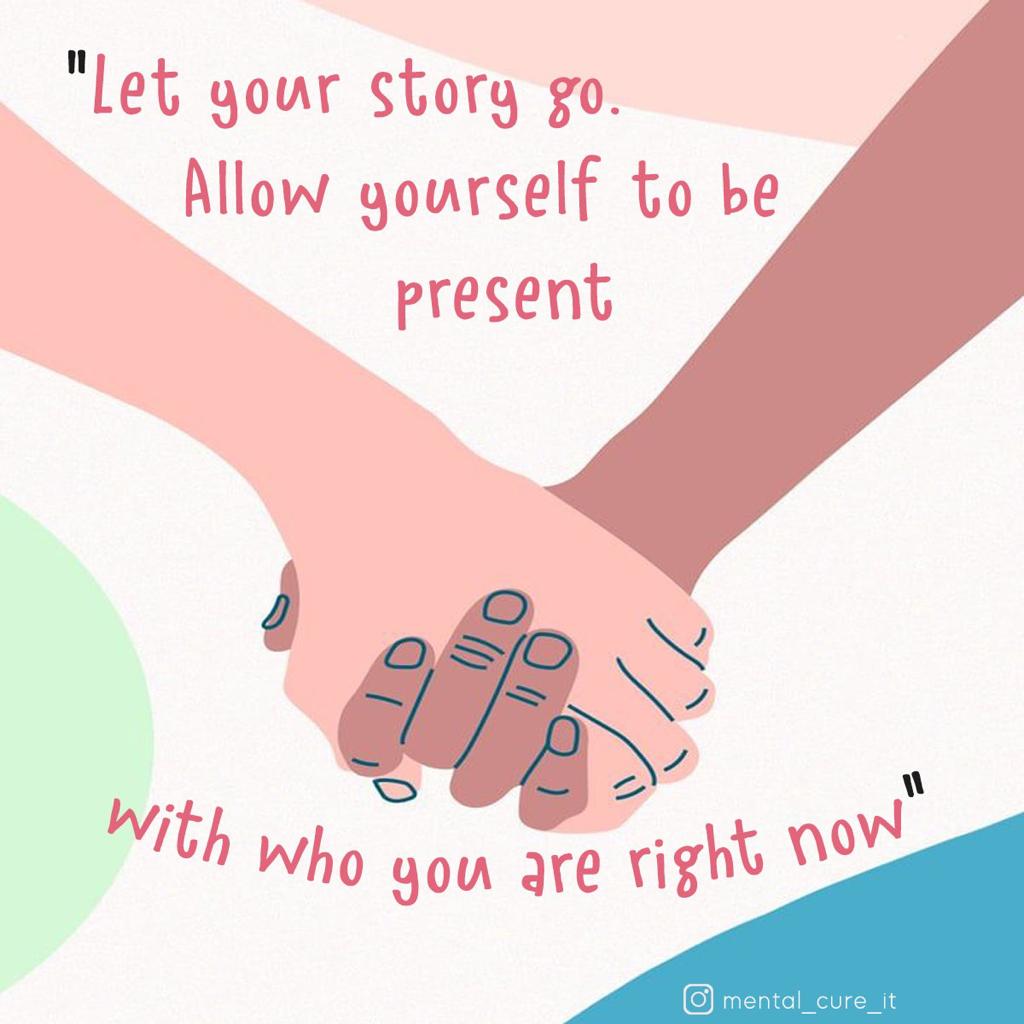 "Let your story go.
Allow yourself to be
present
with who you are right now"
mental_cure_it